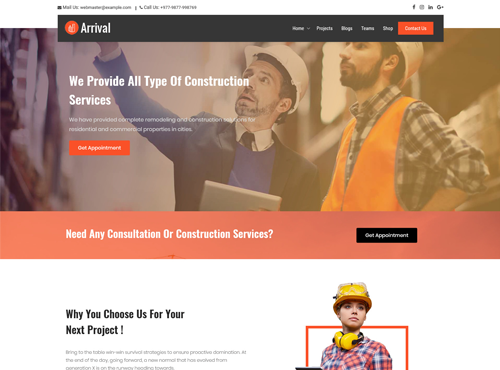 Mail Us: webmaster@example.com | Call Us: +977-9877-998769
Arrival
Home Projects Blogs Teams Shop Contact Us
We Provide All Type Of Construction
Services
We have provided complete remodeling and construction solutions for
residential and commercial properties in cities.
Get Appointment
Need Any Consultation Or Construction Services?
Get Appointment
Why You Choose Us For Your
Next Project !
Bring to the table win-win survival strategies to ensure proactive domination. At
the end of the day, going forward, a new normal that has evolved from
generation X is on the runway heading towards.